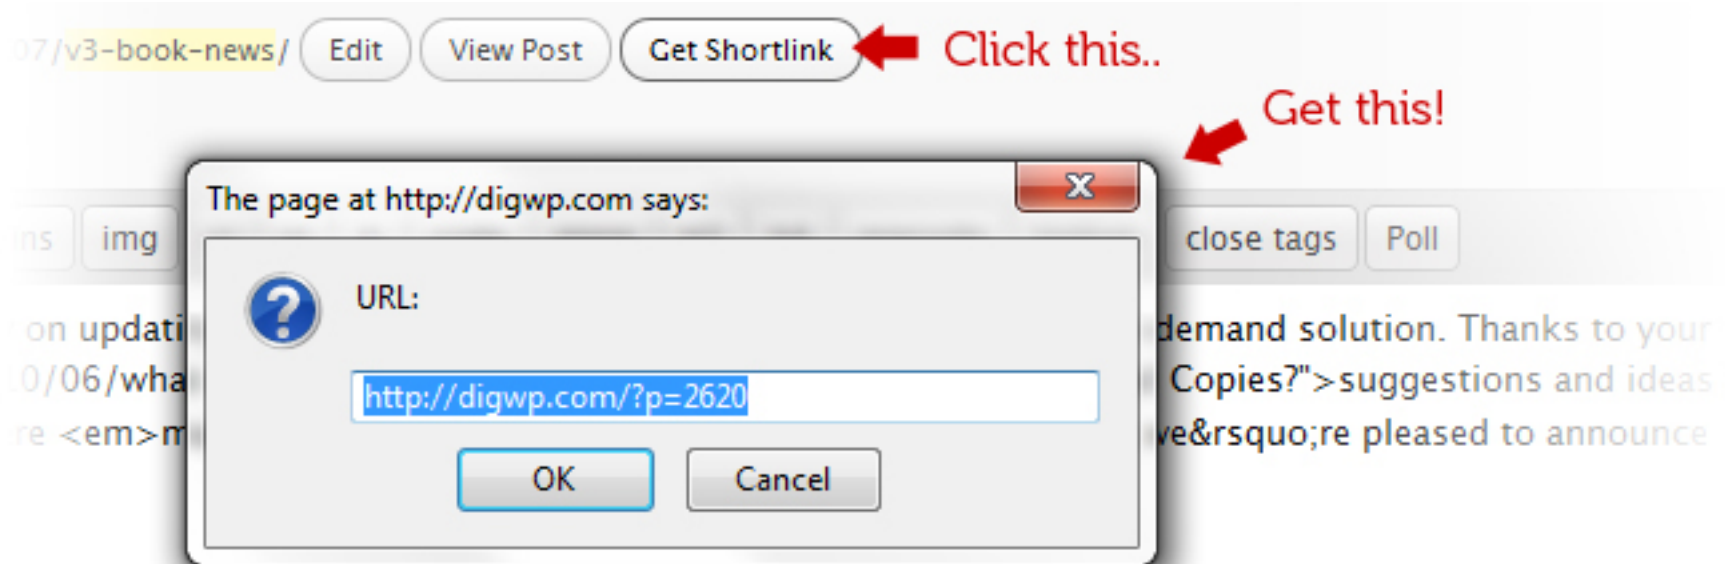 07/v3-book-news/ Edit View Post Get Shortlink Click this..
Get this!
The page at http://digwp.com says:
img close tags Poll
URL:
on updati demand solution. Thanks to your
0/06/wha Copies?">suggestions and ideas
http://digwp.com/?p=2620
re <em>m ve&rsquo;re pleased to announce
OK Cancel